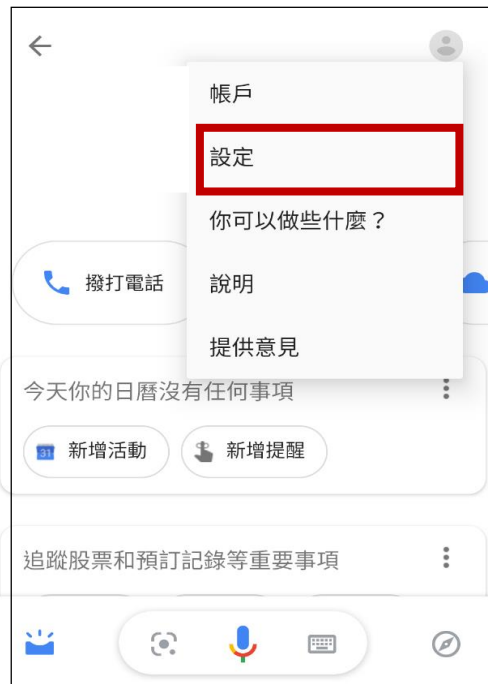 帳戶
設定
你可以做些什麼？
撥打電話
說明
提供意見
今天你的日曆沒有任何事項
31 新增活動 新增提醒
追蹤股票和預訂記錄等重要事項